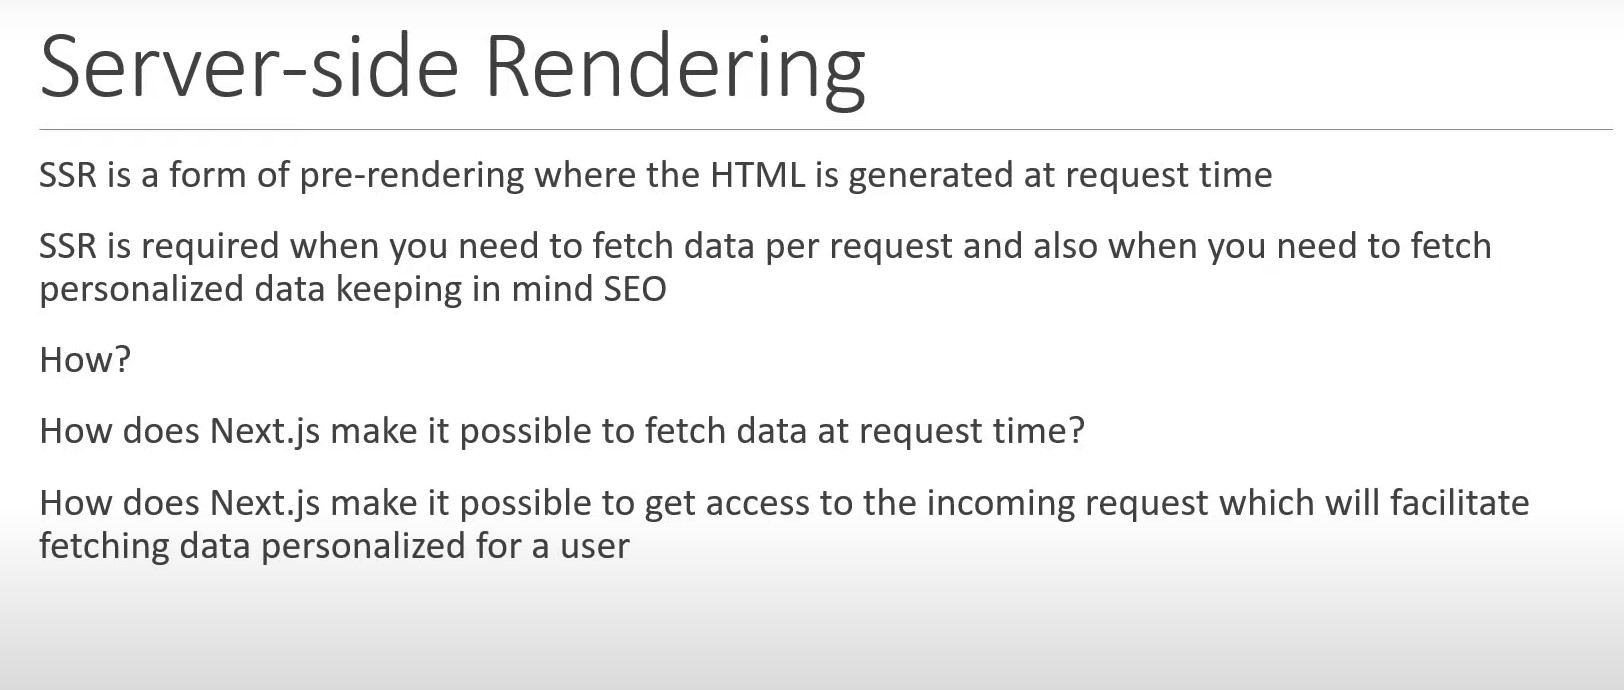 Server-side Rendering
SSR is a form of pre-rendering where the HTML is generated at request time
SSR is required when you need to fetch data per request and also when you need to fetch
personalized data keeping in mind SEO
How?
How does Next.js make it possible to fetch data at request time?
How does Next.js make it possible to get access to the incoming request which will facilitate
fetching data personalized for a user